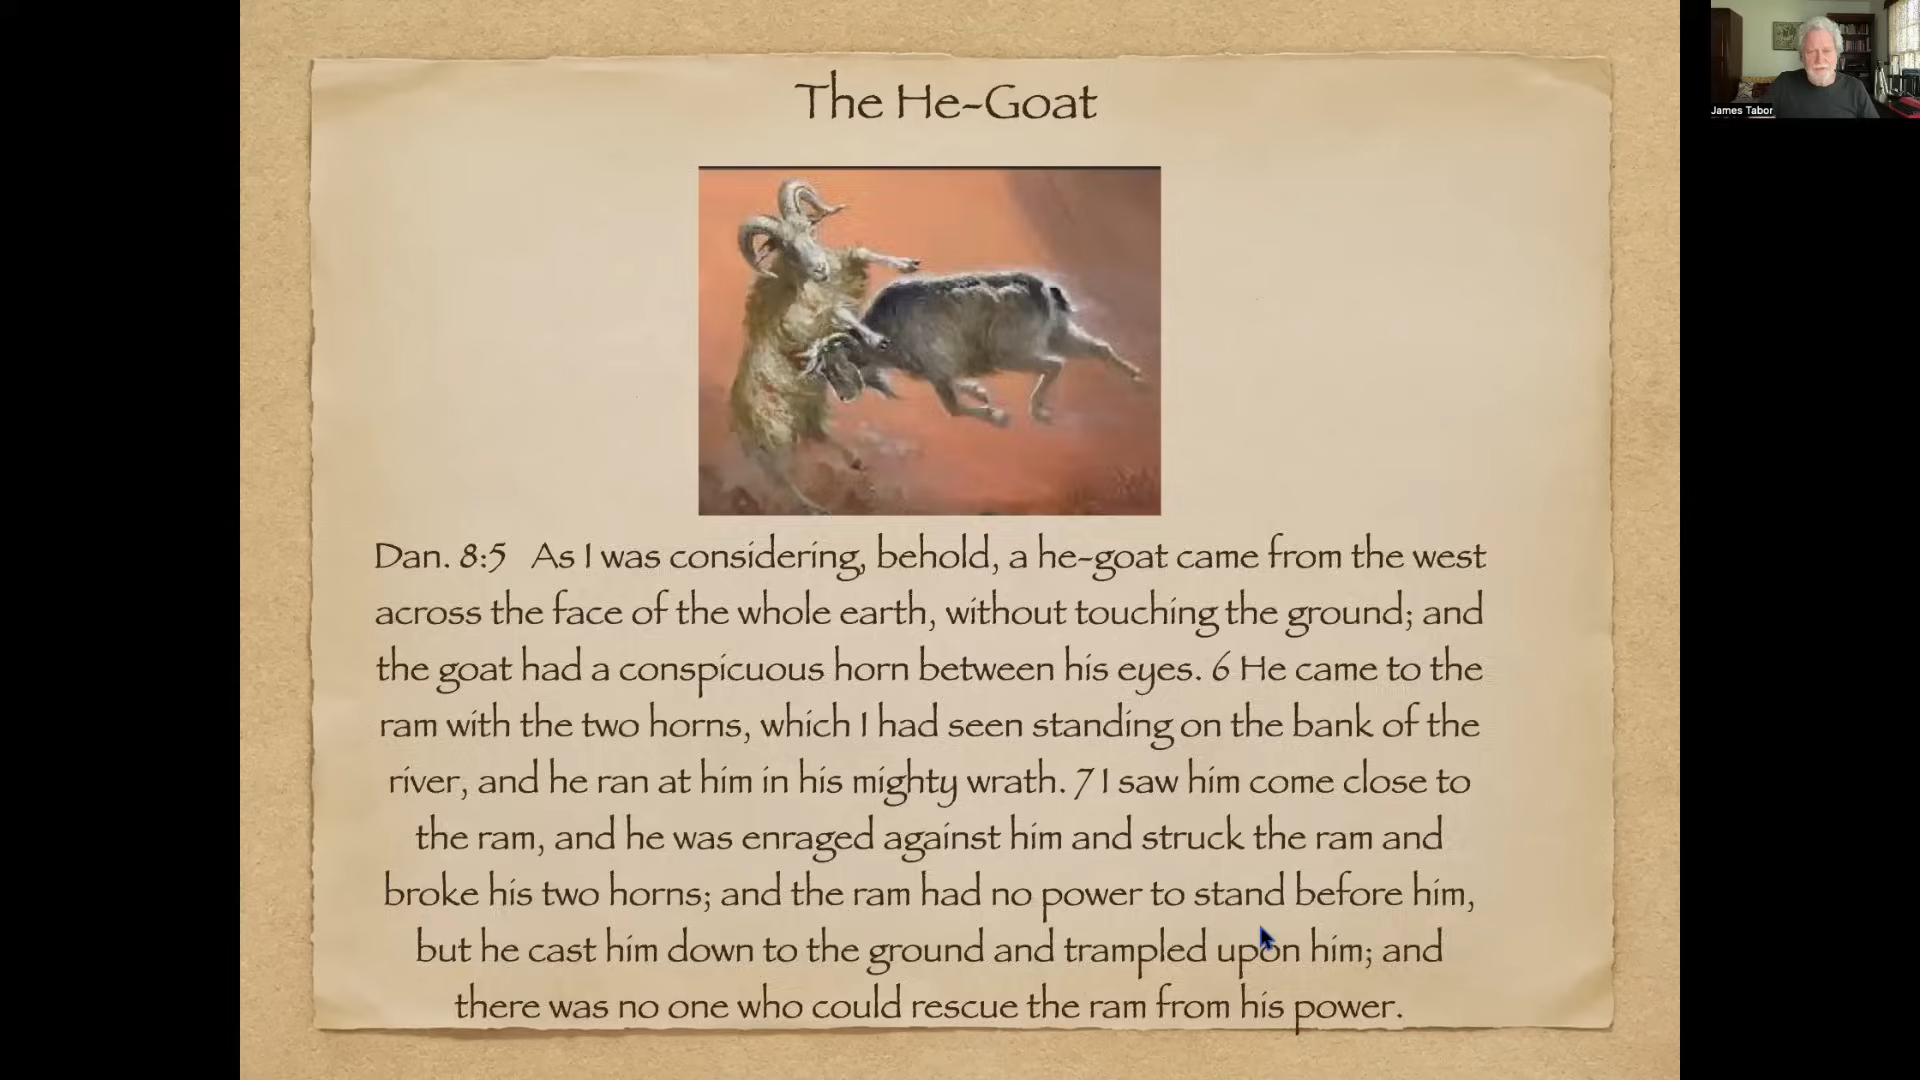 The He-Goat
James Tabor
Dan. 8:5 As I was considering, behold, a he-goat came from the west
across the face of the whole earth, without touching the ground; and
the goat had a conspicuous horn between his eyes. 6 He came to the
ram with the two horns, which I had seen standing on the bank of the
river, and he ran at him in his mighty wrath. 7 I saw him come close to
the ram, and he was enraged against him and struck the ram and
broke his two horns; and the ram had no power to stand before him,
but he cast him down to the ground and trampled upon him; and
there was no one who could rescue the ram from his power.